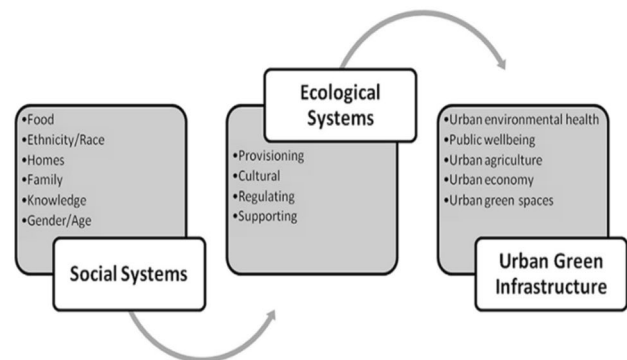 •Food
•Ethnicity/Race
•Homes
•Family
•Knowledge
•Gender/Age
Social Systems
Ecological
Systems
•Provisioning
•Cultural
•Regulating
•Supporting
•Urban environmental health
•Public wellbeing
•Urban agriculture
•Urban economy
•Urban green spaces
Urban Green
Infrastructure